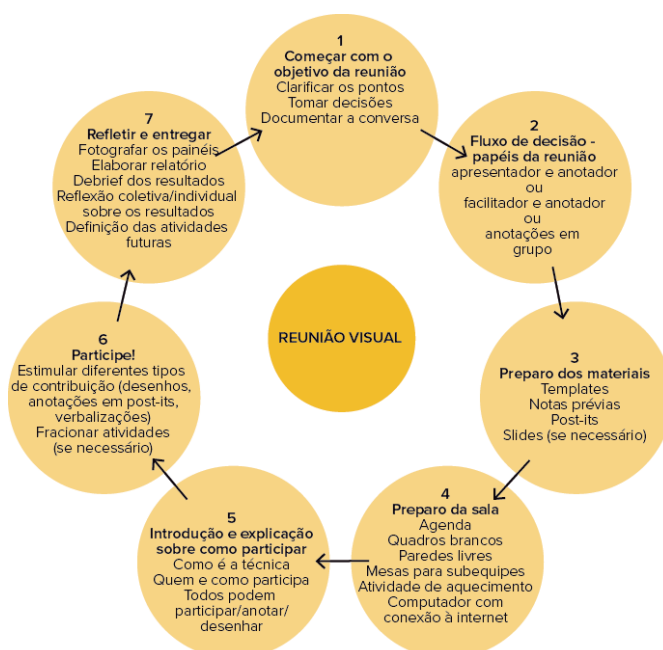 1
Começar com o
objetivo da reunião
Clarificar os pontos
Tomar decisões
Documentar a conversa
2
Fluxo de decisão -
papéis da reunião
apresentador e anotador
ou
facilitador e anotador
ou
anotações em
grupo
3
Preparo dos materiais
Templates
Notas prévias
Post-its
Slides (se necessário)
4
Preparo da sala
Agenda
Quadros brancos
Paredes livres
Mesas para subequipes
Atividade de aquecimento
Computador com
conexão à internet
5
Introdução e explicação
sobre como participar
Como é a técnica
Quem e como participa
Todos podem
participar/anotar/
desenhar
6
Participe!
Estimular diferentes tipos
de contribuição (desenhos,
anotações em post-its,
verbalizações)
Fracionar atividades
(se necessário)
7
Refletir e entregar
Fotografar os painéis
Elaborar relatório
Debrief dos resultados
Reflexão coletiva/individual
sobre os resultados
Definição das atividades
futuras
REUNIÃO VISUAL